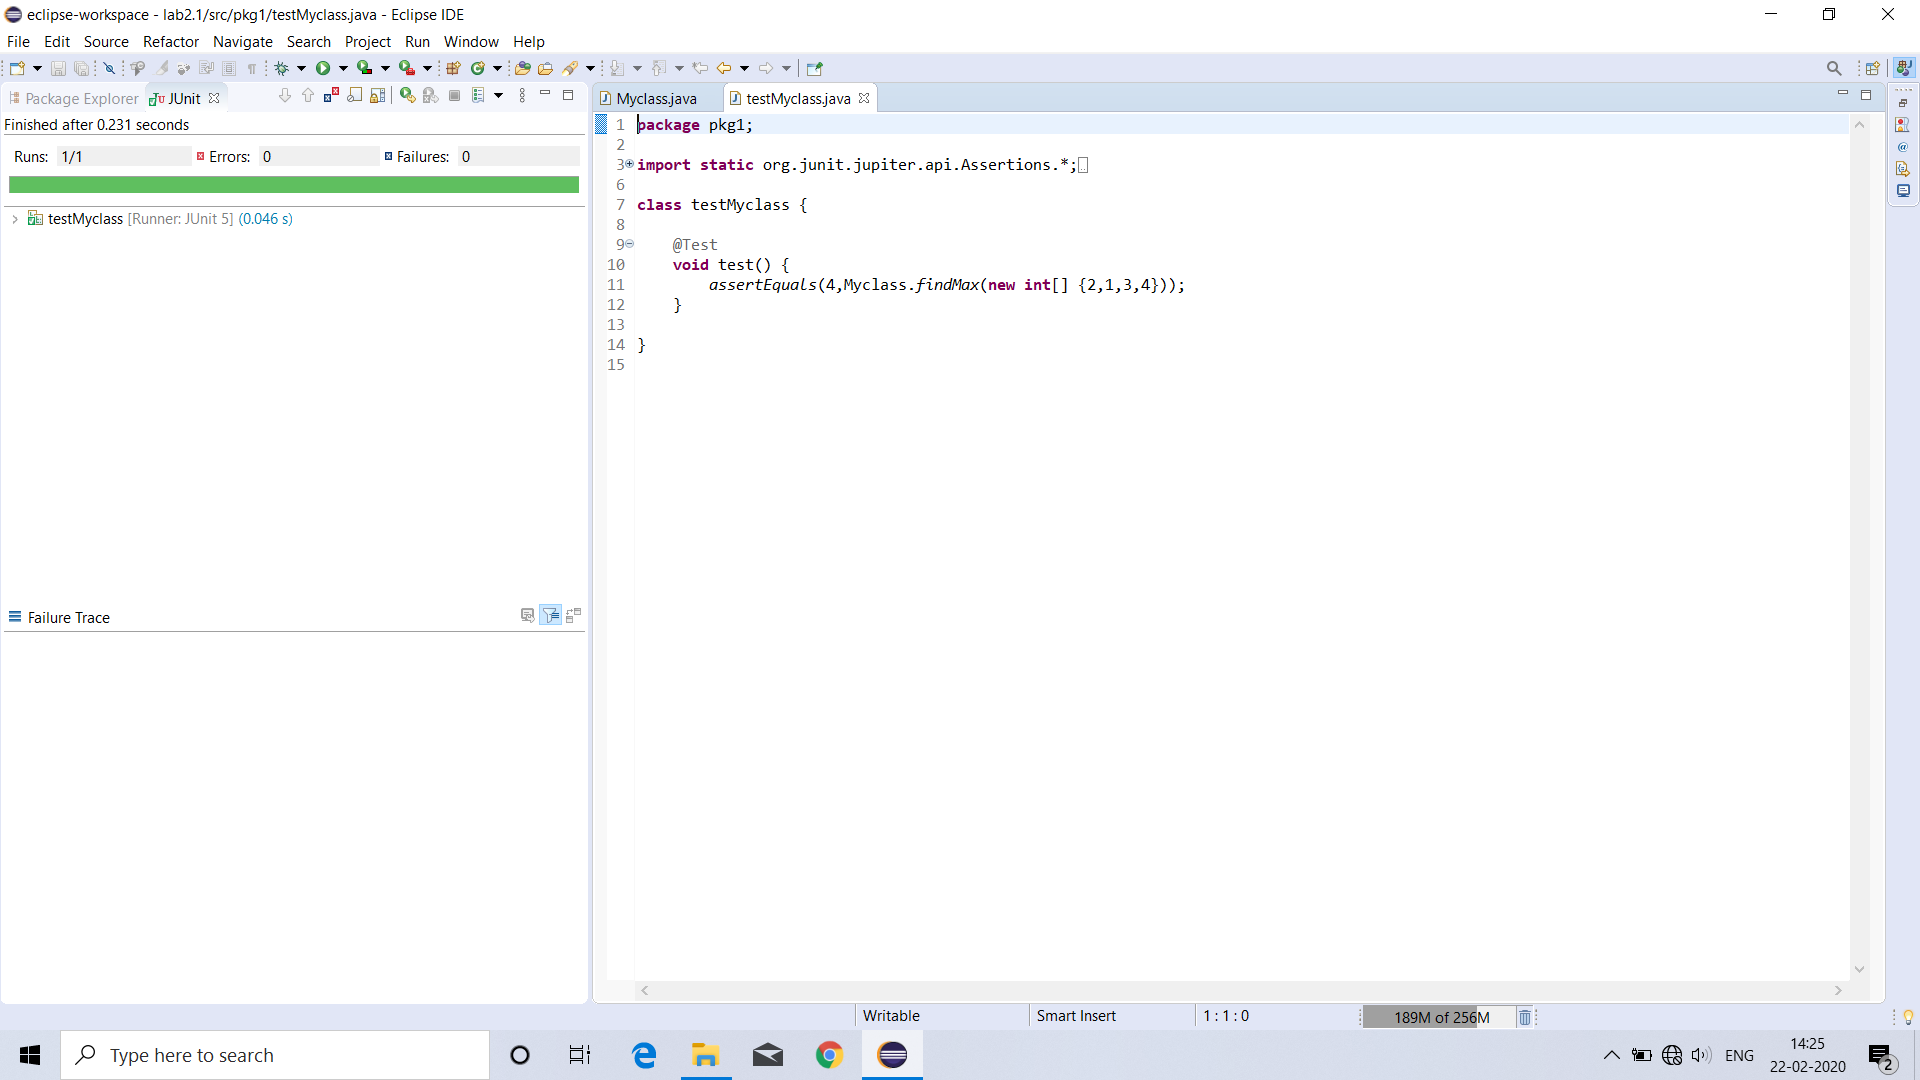 eclipse-workspace - lab2.1/src/pkg1/testMyclass.java - Eclipse IDE
File Edit Source Refactor Navigate Search Project Run Window Help
Package Explorer JUnit
Finished after 0.231 seconds
Runs: 1/1 Errors: 0 Failures: 0
testMyclass [Runner: JUnit 5] (0.046 s)
Failure Trace
Myclass.java testMyclass.java
1 package pkg1;
2
3 import static org.junit.jupiter.api.Assertions.*;
6
7 class testMyclass {
8
9 @Test
10 void test() {
11 assertEquals(4,Myclass.findMax(new int[] {2,1,3,4}));
12 }
13
14 }
15
Writable Smart Insert 1 : 1 : 0 189M of 256M
Type here to search
ENG
14:25
22-02-2020
2